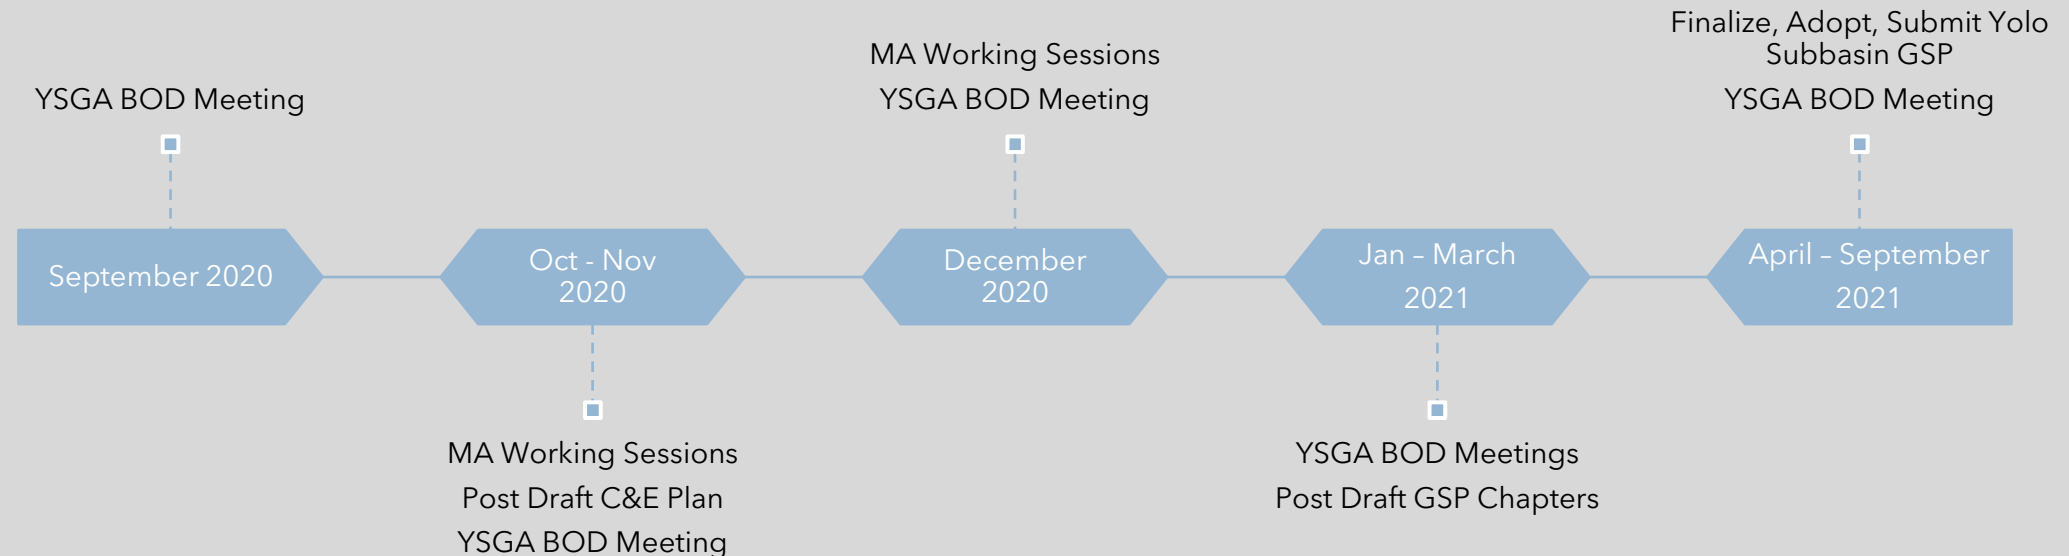 Finalize, Adopt, Submit Yolo
Subbasin GSP
YSGA BOD Meeting
MA Working Sessions
YSGA BOD Meeting
YSGA BOD Meeting
September 2020
Oct - Nov
2020
December
2020
Jan – March
2021
April – September
2021
MA Working Sessions
Post Draft C&E Plan
YSGA BOD Meeting
YSGA BOD Meetings
Post Draft GSP Chapters